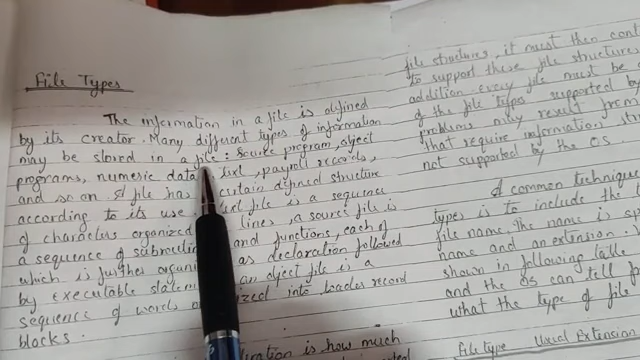 File Types
The information in a file is defined
by its creator. Many different types of information
may be stored in a file : source program, object
programs, numeric data, text, payroll records,
and so on A file has certain defined structure
according to its use text file is a sequence
of characters organized lines, a source file is
a sequence of subroutines and functions, each of
which is further organi as declaration followed
by executable statem an object file is a
sequence of words or ized into loader record
blocks.
is how much
file structures, it must then cont
to support these file structures
addition every file must be
of the file types supported by
problems may result from
that require information str
not supported by the OS.
A common technique
types is to include the
file name. The name is s
name and an extension.
shown in following table
and the OS can tell f
what the type of file
File type Usual Extension